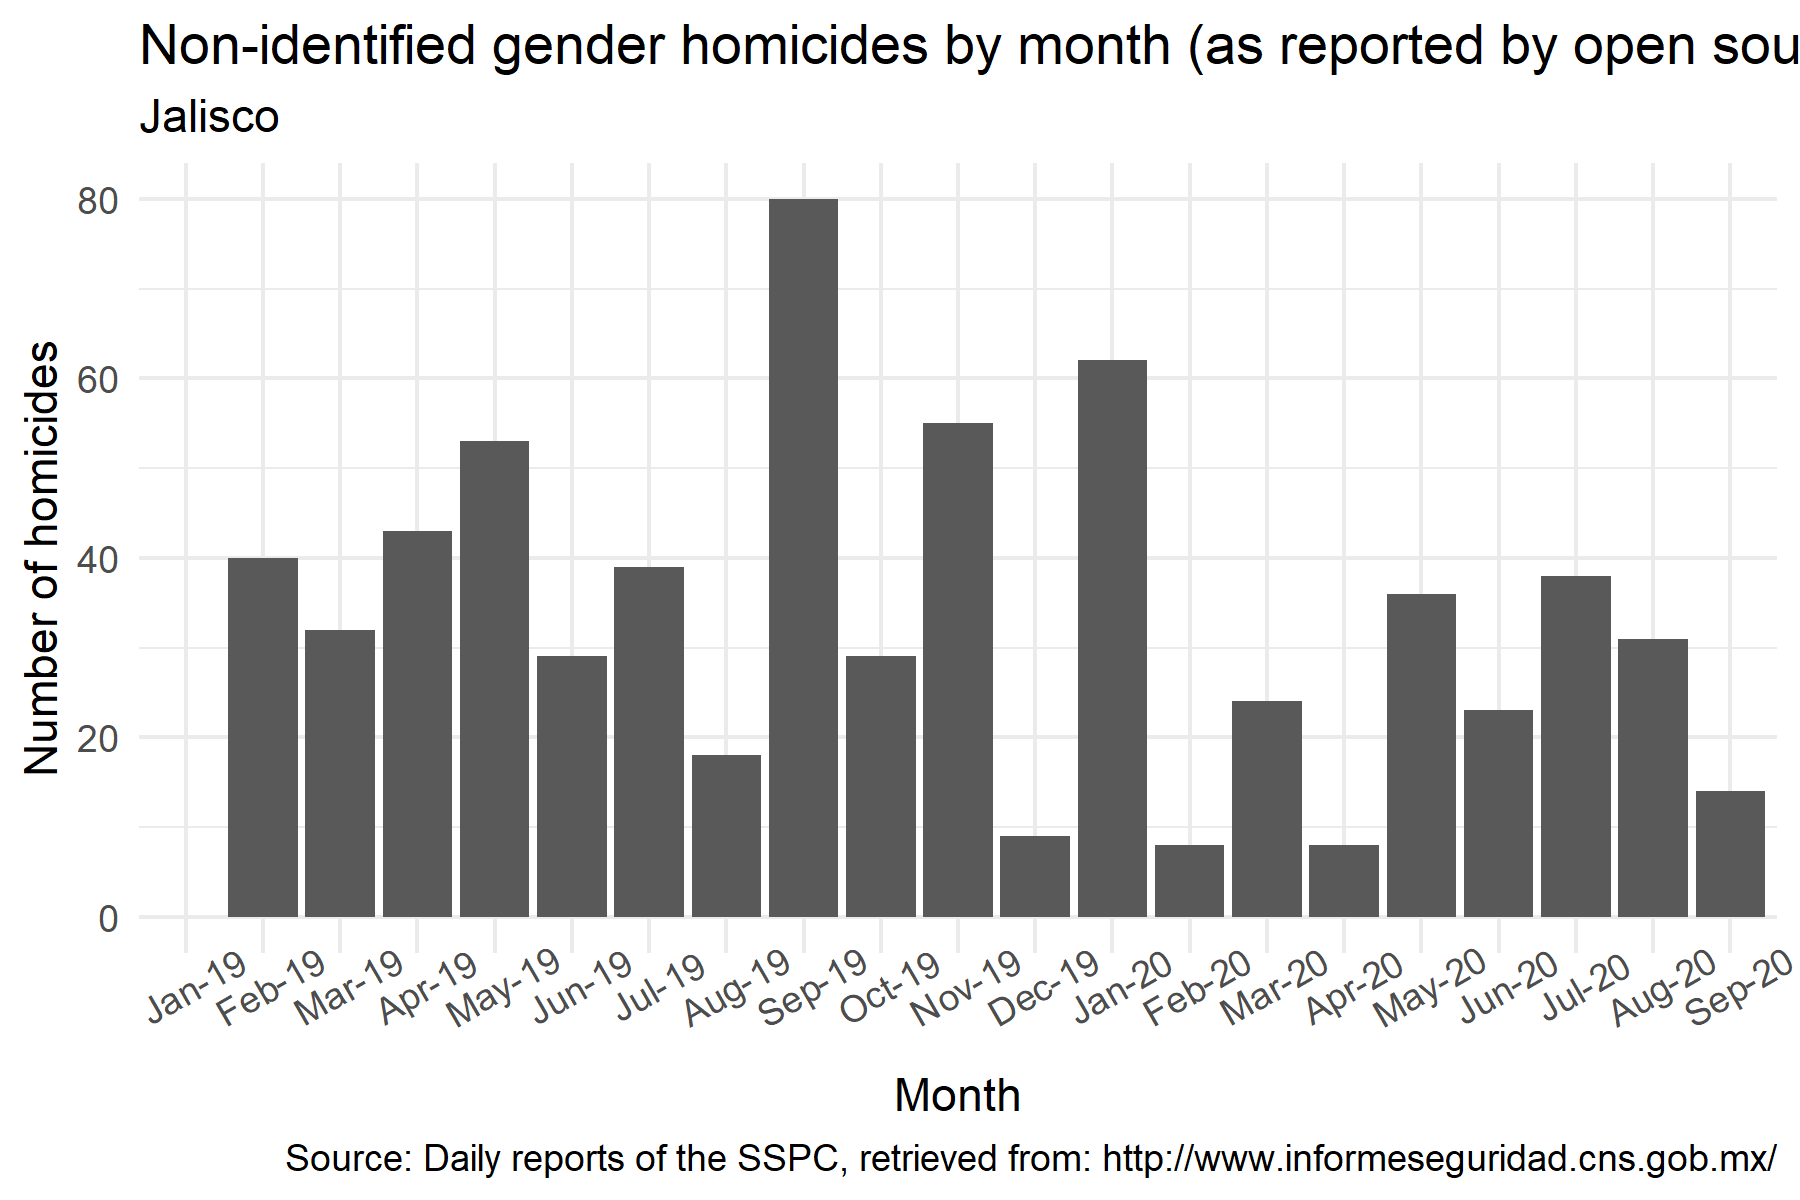 Non-identified gender homicides by month (as reported by open sou
Jalisco
Number of homicides
80
60
40
20
0
Jan-19
Feb-19
Mar-19
Apr-19
May-19
Jun-19
Jul-19
Aug-19
Sep-19
Oct-19
Nov-19
Dec-19
Jan-20
Feb-20
Mar-20
Apr-20
May-20
Jun-20
Jul-20
Aug-20
Sep-20
Month
Source: Daily reports of the SSPC, retrieved from: http://www.informeseguridad.cns.gob.mx/